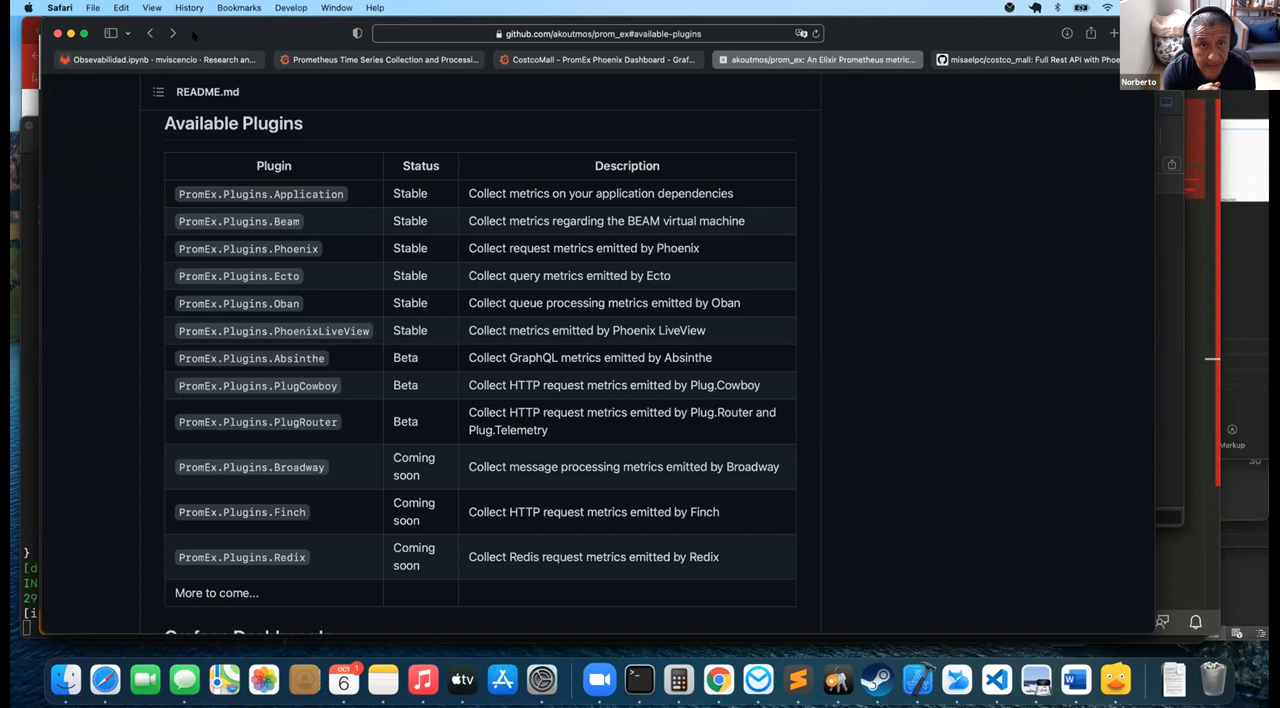 Safari File Edit View History Bookmarks Develop Window Help
github.com/akoutmos/prom_ex#available-plugins
Obsevabilidad.ipynb · mviscencio · Research an...
Prometheus Time Series Collection and Processi...
CostcoMall - PromEx Phoenix Dashboard - Graf...
akoutmos/prom_ex: An Elixir Prometheus metric...
misaelpc/costco_mall: Full Rest API with Phoe
Norberto
README.md
Available Plugins
Plugin Status Description
PromEx.Plugins.Application Stable Collect metrics on your application dependencies
PromEx.Plugins.Beam Stable Collect metrics regarding the BEAM virtual machine
PromEx.Plugins.Phoenix Stable Collect request metrics emitted by Phoenix
PromEx.Plugins.Ecto Stable Collect query metrics emitted by Ecto
PromEx.Plugins.Oban Stable Collect queue processing metrics emitted by Oban
PromEx.Plugins.PhoenixLiveView Stable Collect metrics emitted by Phoenix LiveView
PromEx.Plugins.Absinthe Beta Collect GraphQL metrics emitted by Absinthe
PromEx.Plugins.PlugCowboy Beta Collect HTTP request metrics emitted by Plug.Cowboy
PromEx.Plugins.PlugRouter Beta Collect HTTP request metrics emitted by Plug.Router and
Plug.Telemetry
PromEx.Plugins.Broadway Coming soon Collect message processing metrics emitted by Broadway
PromEx.Plugins.Finch Coming soon Collect HTTP request metrics emitted by Finch
PromEx.Plugins.Redix Coming soon Collect Redis request metrics emitted by Redix
More to come...
Markup
}
[d
IN
29
[i
OCT
6
tv